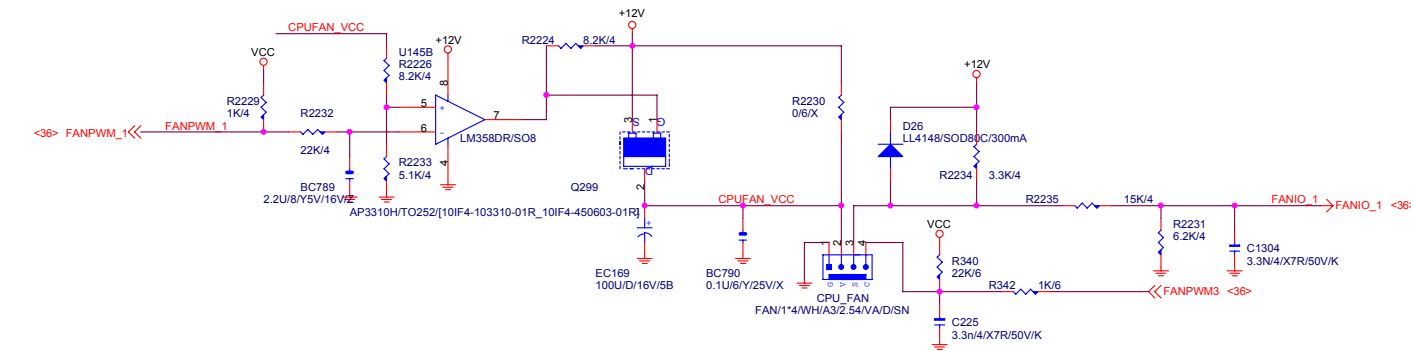 +12V
CPUFAN_VCC
R2224
8.2K/4
VCC
U145B
R2226
8.2K/4
+12V
8
+12V
R2229
1K/4
R2232
22K/4
5
+
6
-
7
4
LM358DR/SO8
3
1
S
G
D
2
R2230
0/6/X
D26
LL4148/SOD80C/300mA
R2234
3.3K/4
<36>
FANPWM_1
FANPWM_1
R2233
5.1K/4
BC789
2.2U/8/Y5V/16V/Z
Q299
AP3310H/TO252/[10IF4-103310-01R_10IF4-450603-01R]
CPUFAN_VCC
R2235
15K/4
FANIO_1
FANIO_1
<36>
R2231
6.2K/4
C1304
3.3N/4/X7R/50V/K
+
EC169
100U/D/16V/5B
BC790
0.1U/6/Y/25V/X
1
2
3
4
G
V
S
C
CPU_FAN
FAN/1*4/WH/A3/2.54/VA/D/SN
VCC
R340
22K/6
R342
1K/6
FANPWM3
<36>
C225
3.3n/4/X7R/50V/K